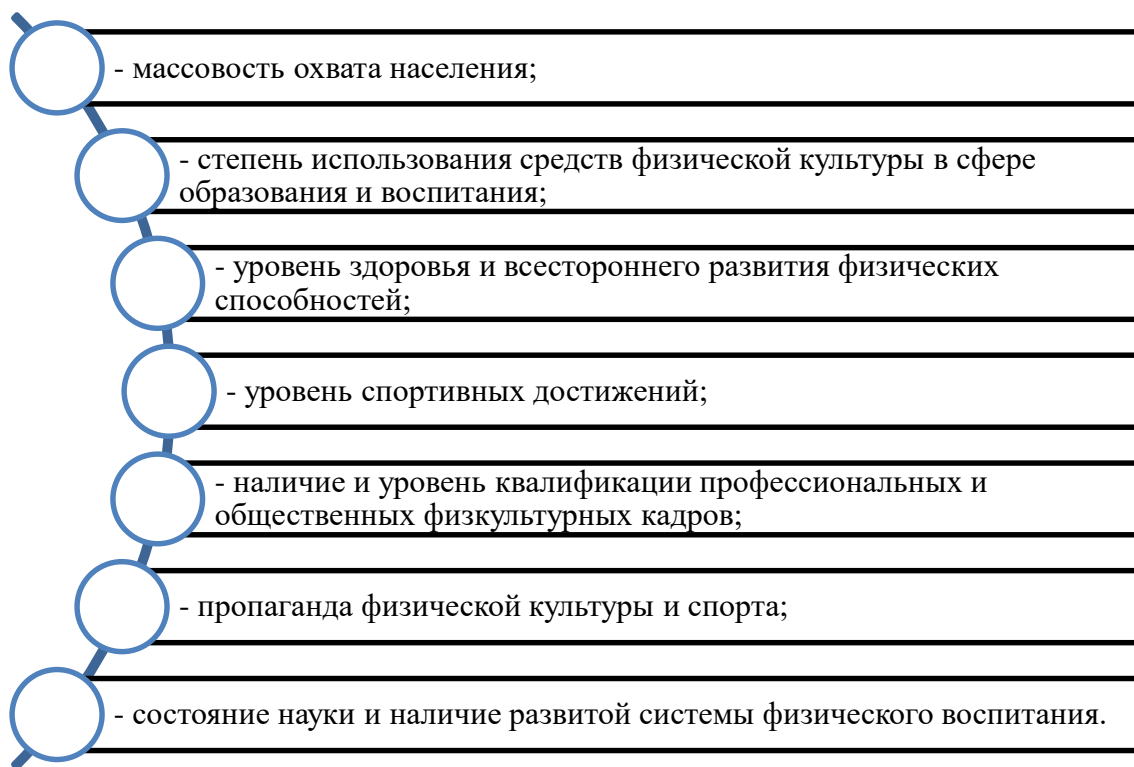 - массовость охвата населения;
- степень использования средств физической культуры в сфере
образования и воспитания;
- уровень здоровья и всестороннего развития физических
способностей;
- уровень спортивных достижений;
- наличие и уровень квалификации профессиональных и
общественных физкультурных кадров;
- пропаганда физической культуры и спорта;
- состояние науки и наличие развитой системы физического воспитания.